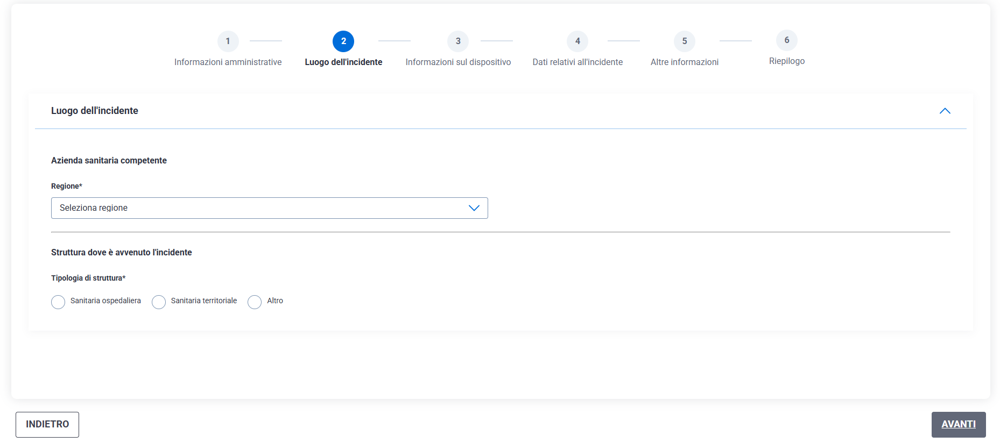 1 2 3 4 5 6
Informazioni amministrative Luogo dell'incidente Informazioni sul dispositivo Dati relativi all'incidente Altre informazioni Riepilogo
Luogo dell'incidente
Azienda sanitaria competente
Regione*
Seleziona regione
Struttura dove è avvenuto l'incidente
Tipologia di struttura*
Sanitaria ospedaliera Sanitaria territoriale Altro
INDIETRO AVANTI